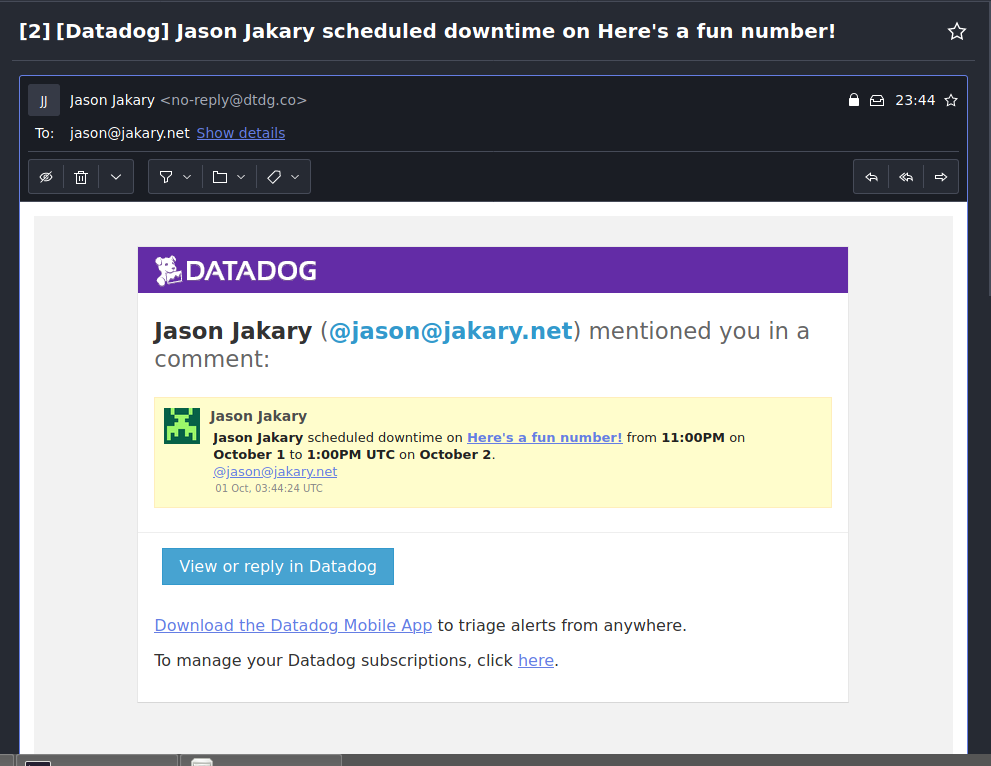 [2] [Datadog] Jason Jakary scheduled downtime on Here's a fun number!
JJ
Jason Jakary <no-reply@dtdg.co>
23:44
To: jason@jakary.net Show details
DATADOG
Jason Jakary (@jason@jakary.net) mentioned you in a
comment:
Jason Jakary
Jason Jakary scheduled downtime on Here's a fun number! from 11:00PM on
October 1 to 1:00PM UTC on October 2.
@jason@jakary.net
01 Oct, 03:44:24 UTC
View or reply in Datadog
Download the Datadog Mobile App to triage alerts from anywhere.
To manage your Datadog subscriptions, click here.